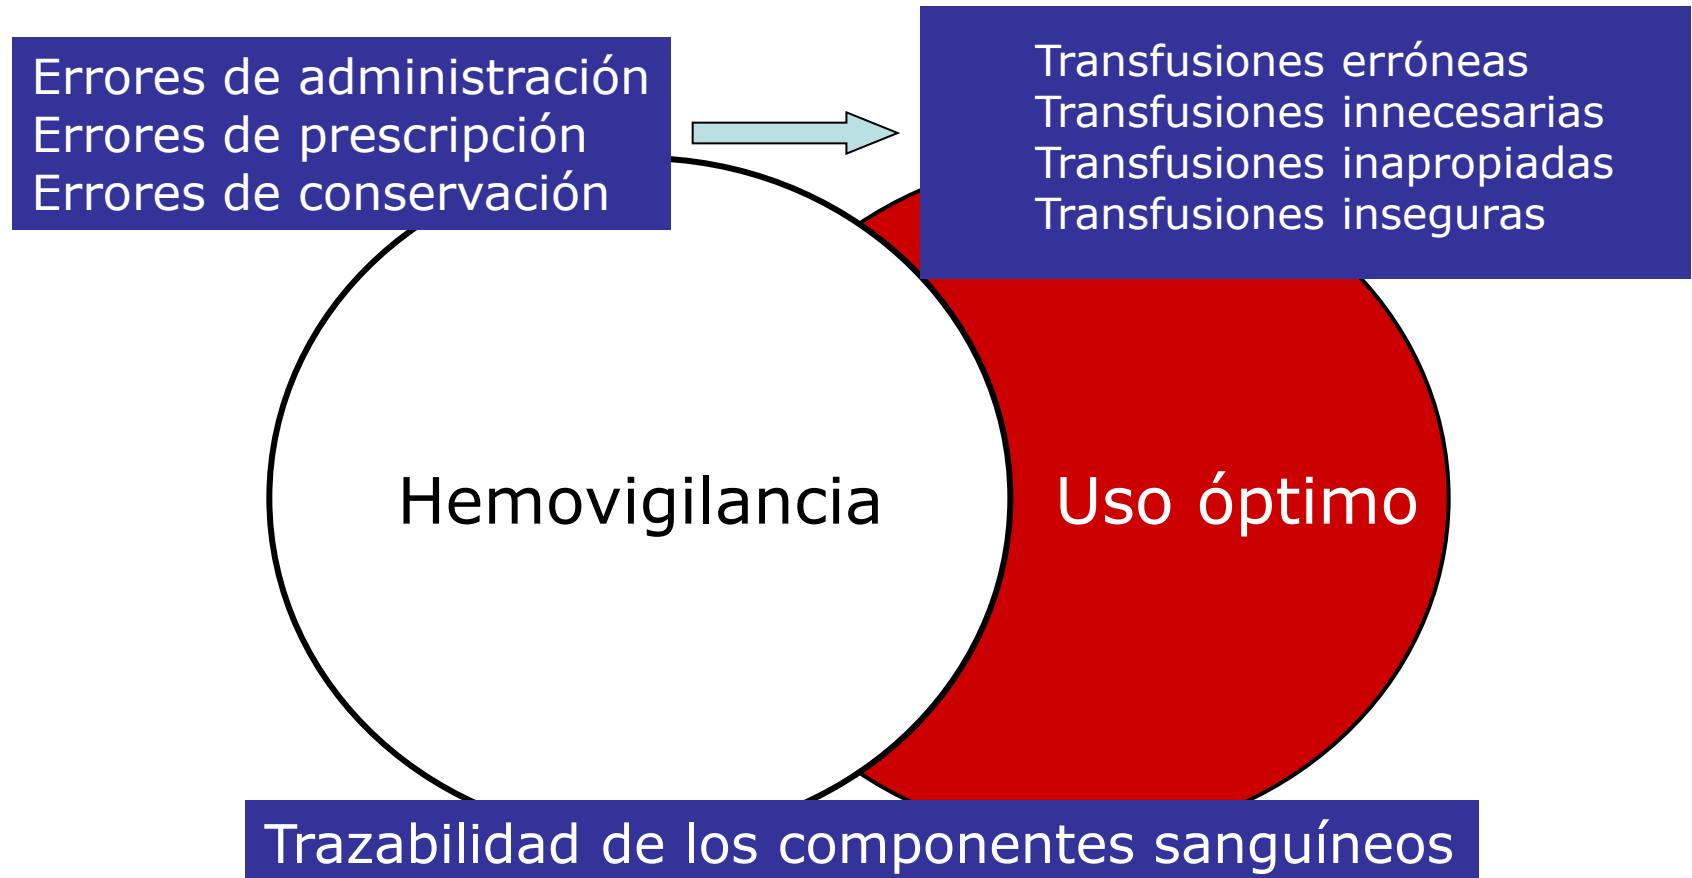 Errores de administración
Errores de prescripción
Errores de conservación
Transfusiones erróneas
Transfusiones innecesarias
Transfusiones inapropiadas
Transfusiones inseguras
Hemovigilancia
Uso óptimo
Trazabilidad de los componentes sanguíneos